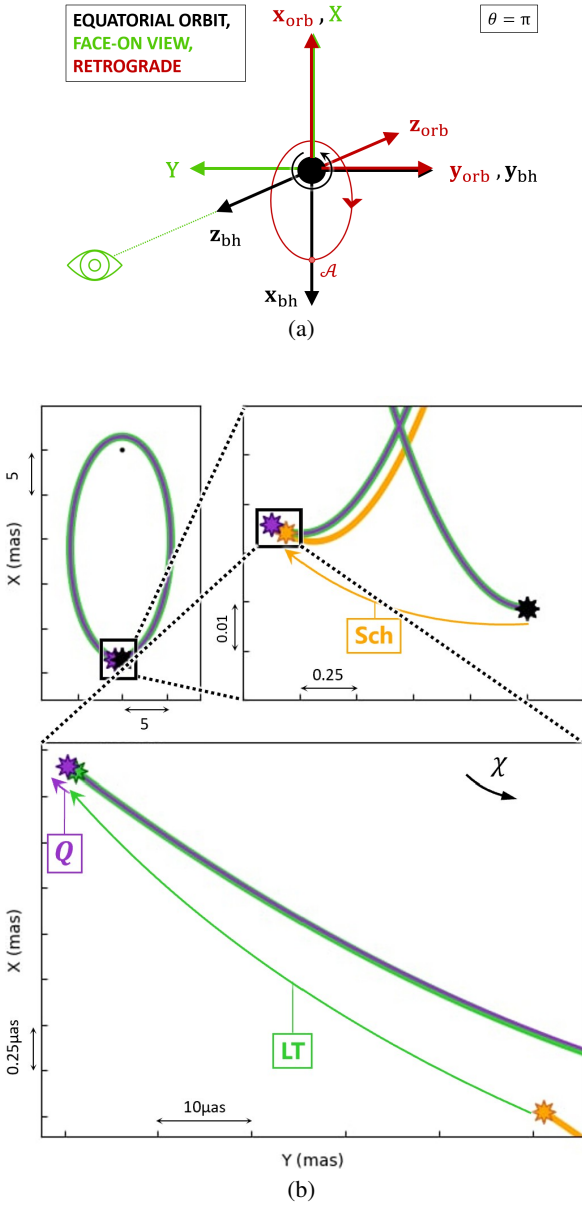 EQUATORIAL ORBIT,
FACE-ON VIEW,
RETROGRADE
θ = π
x_orb , X
z_orb
Y
y_orb , y_bh
z_bh
𝒜
x_bh
(a)
X (mas)
5
5
0.01
0.25
Sch
X (mas)
0.25µas
Q
χ
LT
10µas
Y (mas)
(b)